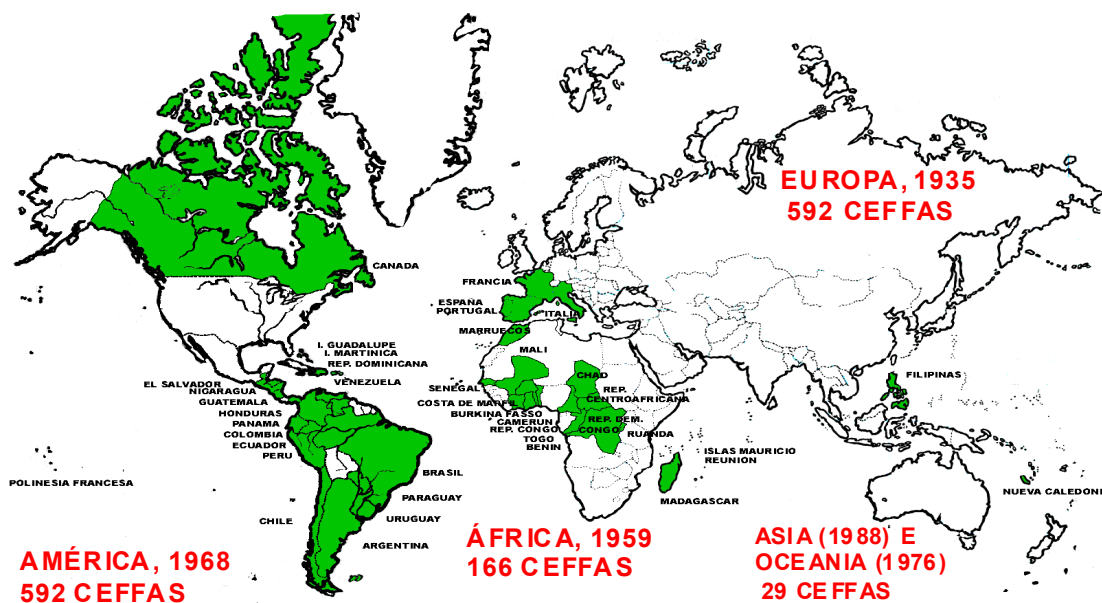 EUROPA, 1935
592 CEFFAS
CANADA
FRANCIA
ESPAÑA
PORTUGAL
ITALIA
MARRUECOS
I. GUADALUPE
I. MARTINICA
REP. DOMINICANA
MALI
CHAD
FILIPINAS
EL SALVADOR
VENEZUELA
NICARAGUA
SENEGAL
REP.
CENTROAFRICANA
GUATEMALA
COSTA DE MARFIL
HONDURAS
BURKINA FASSO
PANAMA
CAMERUN
REP. DEM.
CONGO
COLOMBIA
REP. CONGO
RUANDA
ECUADOR
TOGO
PERU
BENIN
ISLAS MAURICIO
REUNION
BRASIL
POLINESIA FRANCESA
NUEVA CALEDONI
PARAGUAY
MADAGASCAR
CHILE
URUGUAY
ARGENTINA
AMÉRICA, 1968
592 CEFFAS
ÁFRICA, 1959
166 CEFFAS
ASIA (1988) E
OCEANIA (1976)
29 CEFFAS